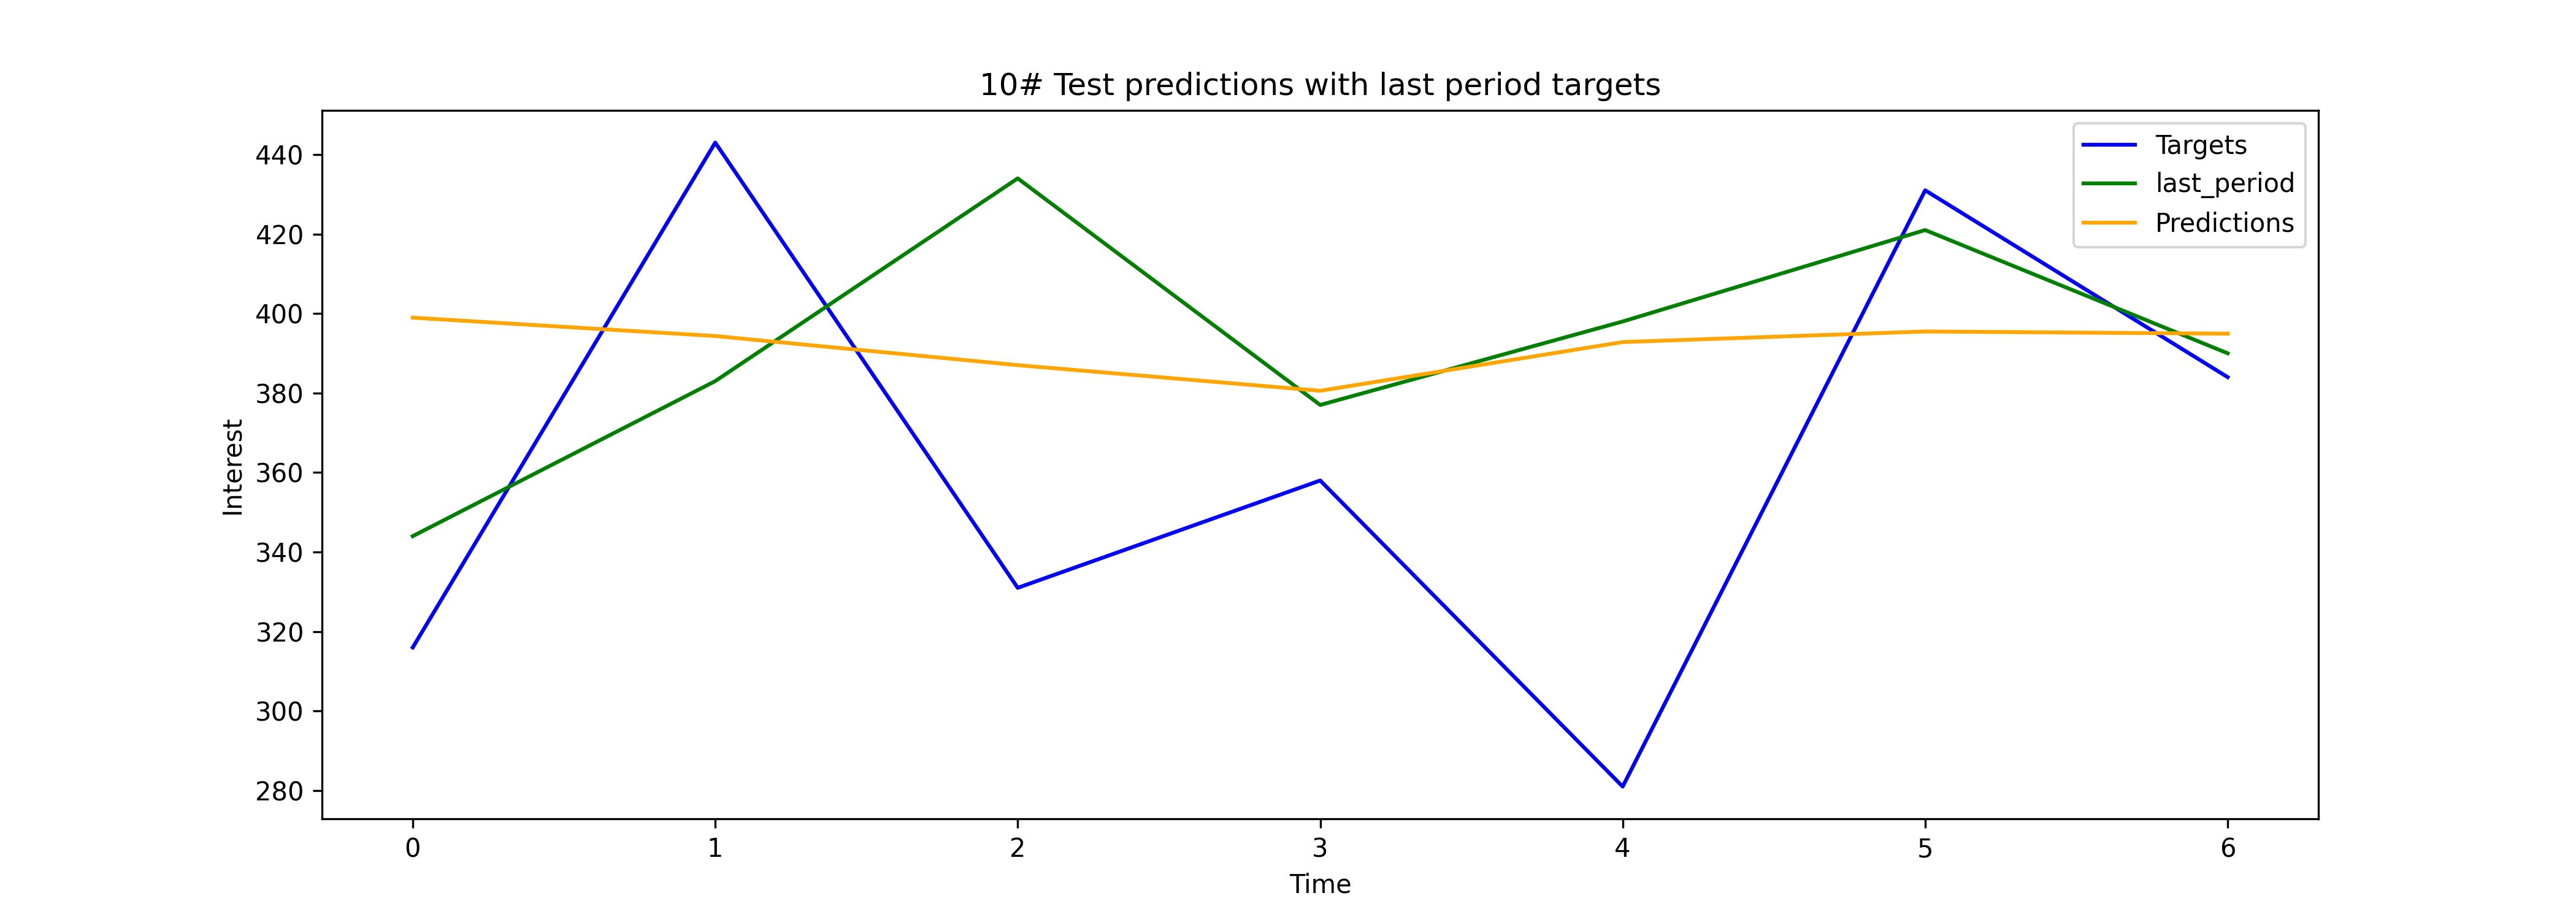 10# Test predictions with last period targets
Targets
last_period
Predictions
Interest
440
420
400
380
360
340
320
300
280
0 1 2 3 4 5 6
Time